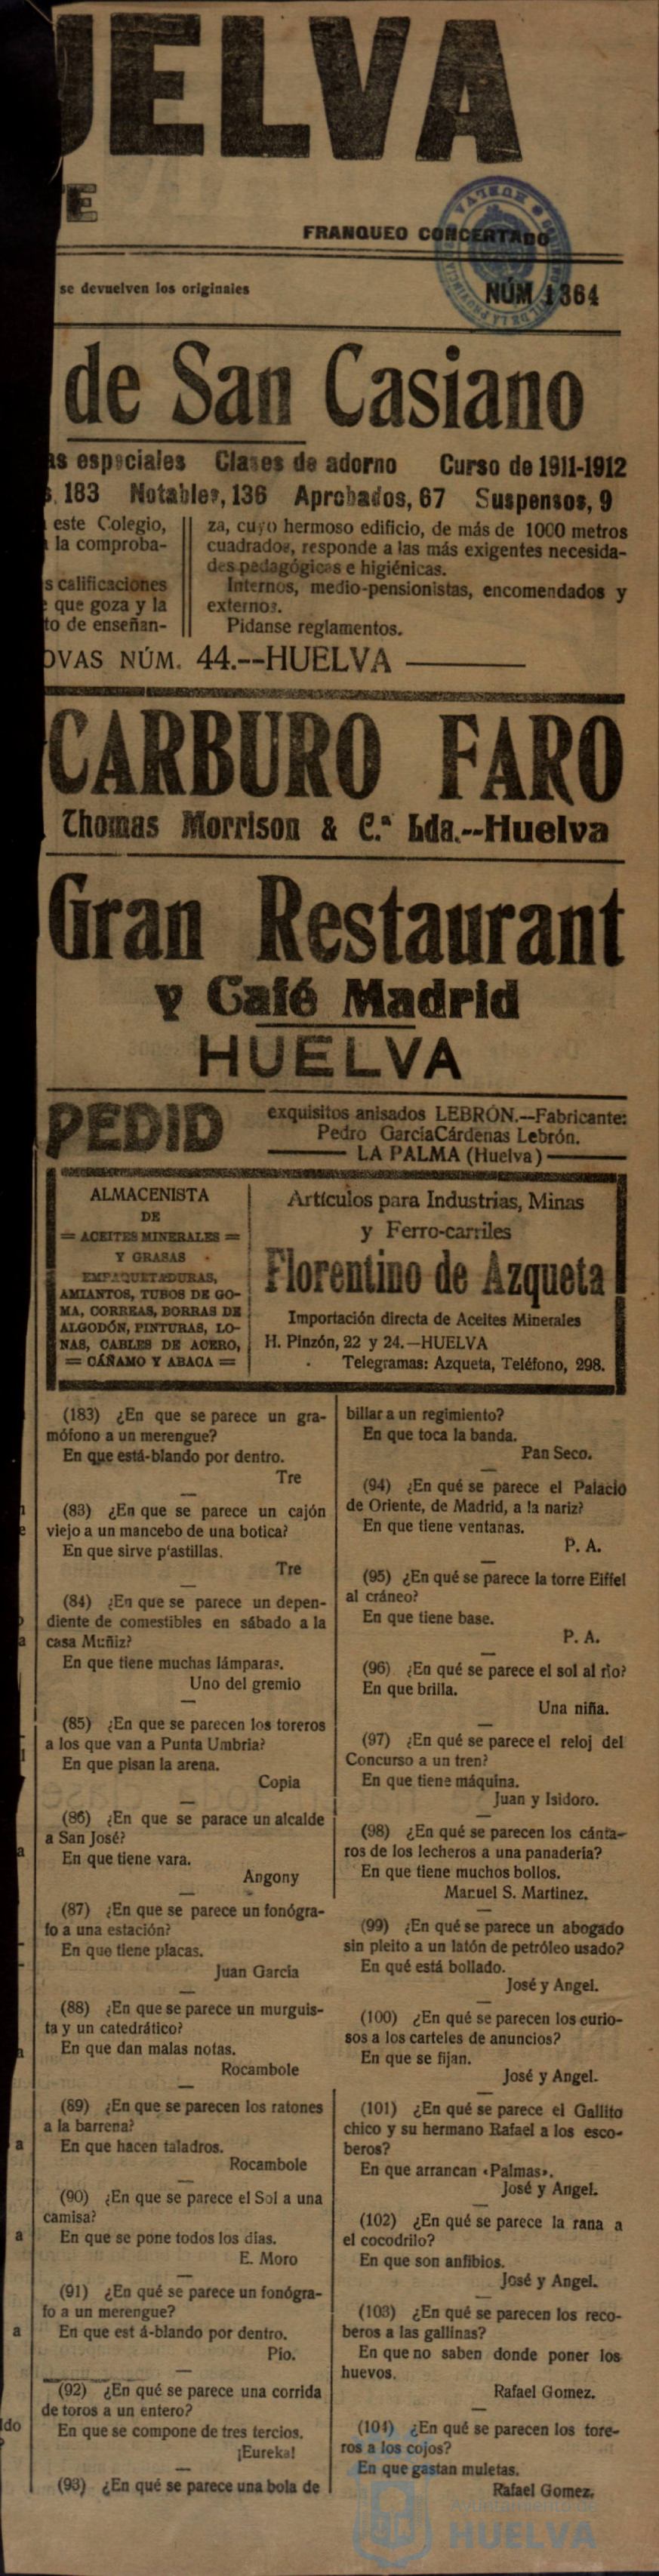 UELVA
E
FRANQUEO CONCERTADO
se devuelven los originales
NÚM 1364
de San Casiano
as especiales Clases de adorno Curso de 1911-1912
s, 183 Notables, 136 Aprobados, 67 Suspensos, 9
este Colegio,
la comproba-
s calificaciones
que goza y la
to de enseñan-
za, cuyo hermoso edificio, de más de 1000 metros
cuadrados, responde a las más exigentes necesida-
des pedagógicas e higiénicas.
Internos, medio-pensionistas, encomendados y
externos.
Pidanse reglamentos.
OVAS NÚM. 44.--HUELVA
CARBURO FARO
Thomas Morrison & C.ª Lda.--Huelva
Gran Restaurant
y Café Madrid
HUELVA
PEDID
exquisitos anisados LEBRÓN.—Fabricante:
Pedro GarcíaCárdenas Lebrón.
LA PALMA (Huelva)
ALMACENISTA
DE
= ACEITES MINERALES =
Y GRASAS
EMPAQUETADURAS,
AMIANTOS, TUBOS DE GO-
MA, CORREAS, BORRAS DE
ALGODÓN, PINTURAS, LO-
NAS, CABLES DE ACERO,
= CÁÑAMO Y ABACA =
Artículos para Industrias, Minas
y Ferro-carriles
Florentino de Azqueta
Importación directa de Aceites Minerales
H. Pinzón, 22 y 24.—HUELVA
Telegramas: Azqueta, Teléfono, 298.
(183) ¿En que se parece un gra-
mófono a un merengue?
En que está-blando por dentro.
Tre
(83) ¿En que se parece un cajón
viejo a un mancebo de una botica?
En que sirve p'astillas.
Tre
(84) ¿En que se parece un depen-
diente de comestibles en sábado a la
casa Muñiz?
En que tiene muchas lámparas.
Uno del gremio
(85) ¿En que se parecen los toreros
a los que van a Punta Umbria?
En que pisan la arena.
Copia
(86) ¿En que se parace un alcalde
a San José?
En que tiene vara.
Angony
(87) ¿En que se parece un fonógra-
fo a una estación?
En que tiene placas.
Juan García
(88) ¿En que se parece un murguis-
ta y un catedrático?
En que dan malas notas.
Rocambole
(89) ¿En que se parecen los ratones
a la barrena?
En que hacen taladros.
Rocambole
(90) ¿En que se parece el Sol a una
camisa?
En que se pone todos los días.
E. Moro
(91) ¿En qué se parece un fonógra-
fo a un merengue?
En que est á-blando por dentro.
Pio.
(92) ¿En qué se parece una corrida
de toros a un entero?
En que se compone de tres tercios.
¡Eureka!
(93) ¿En qué se parece una bola de
billar a un regimiento?
En que toca la banda.
Pan Seco.
(94) ¿En qué se parece el Palacio
de Oriente, de Madrid, a la nariz?
En que tiene ventanas.
P. A.
(95) ¿En qué se parece la torre Eiffel
al cráneo?
En que tiene base.
P. A.
(96) ¿En qué se parece el sol al rio?
En que brilla.
Una niña.
(97) ¿En qué se parece el reloj del
Concurso a un tren?
En que tiene máquina.
Juan y Isidoro.
(98) ¿En qué se parecen los cánta-
ros de los lecheros a una panaderia?
En que tiene muchos bollos.
Manuel S. Martinez.
(99) ¿En qué se parece un abogado
sin pleito a un latón de petróleo usado?
En qué está bollado.
José y Angel.
(100) ¿En qué se parecen los curio-
sos a los carteles de anuncios?
En que se fijan.
José y Angel.
(101) ¿En qué se parece el Gallito
chico y su hermano Rafael a los esco-
beros?
En que arrancan «Palmas».
José y Angel.
(102) ¿En qué se parece la rana a
el cocodrilo?
En que son anfibios.
José y Angel.
(103) ¿En qué se parecen los reco-
beros a las gallinas?
En que no saben donde poner los
huevos.
Rafael Gomez.
(104) ¿En qué se parecen los tore-
ros a los cojos?
En que gastan muletas.
Rafael Gomez.
HUELVA